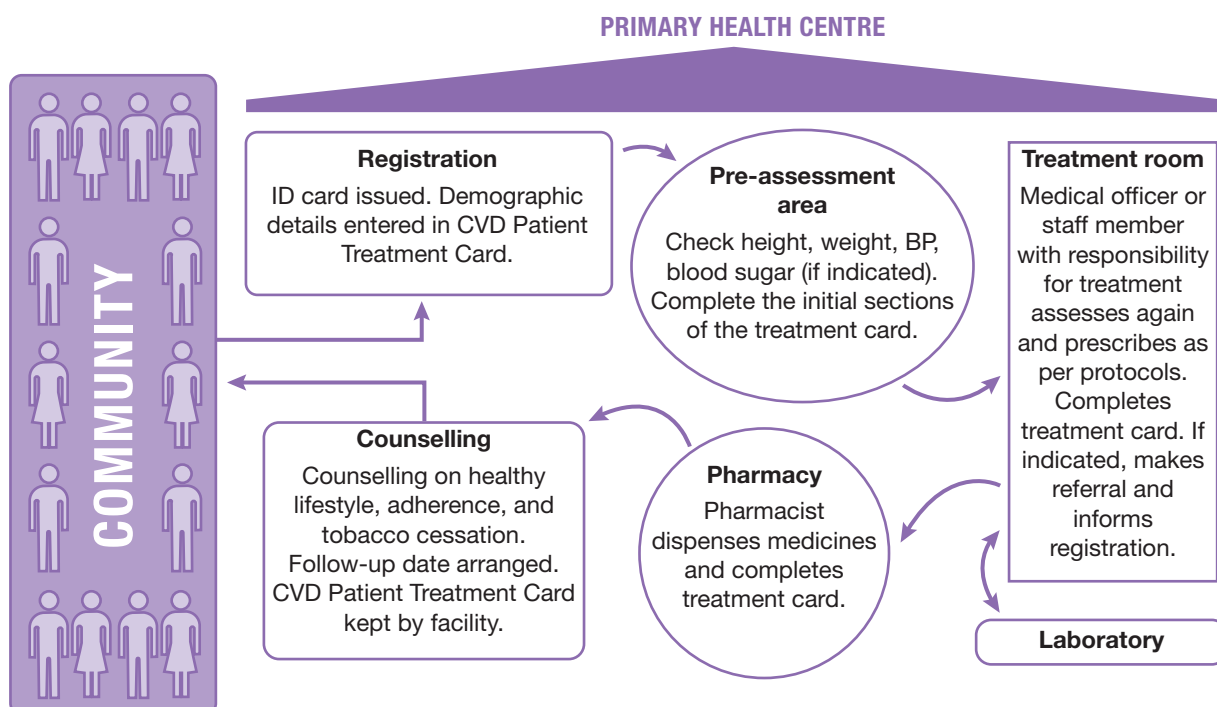 PRIMARY HEALTH CENTRE
COMMUNITY
Registration
ID card issued. Demographic
details entered in CVD Patient
Treatment Card.
Pre-assessment
area
Check height, weight, BP,
blood sugar (if indicated).
Complete the initial sections
of the treatment card.
Treatment room
Medical officer or
staff member
with responsibility
for treatment
assesses again
and prescribes as
per protocols.
Completes
treatment card. If
indicated, makes
referral and
informs
registration.
Laboratory
Pharmacy
Pharmacist
dispenses medicines
and completes
treatment card.
Counselling
Counselling on healthy
lifestyle, adherence, and
tobacco cessation.
Follow-up date arranged.
CVD Patient Treatment Card
kept by facility.